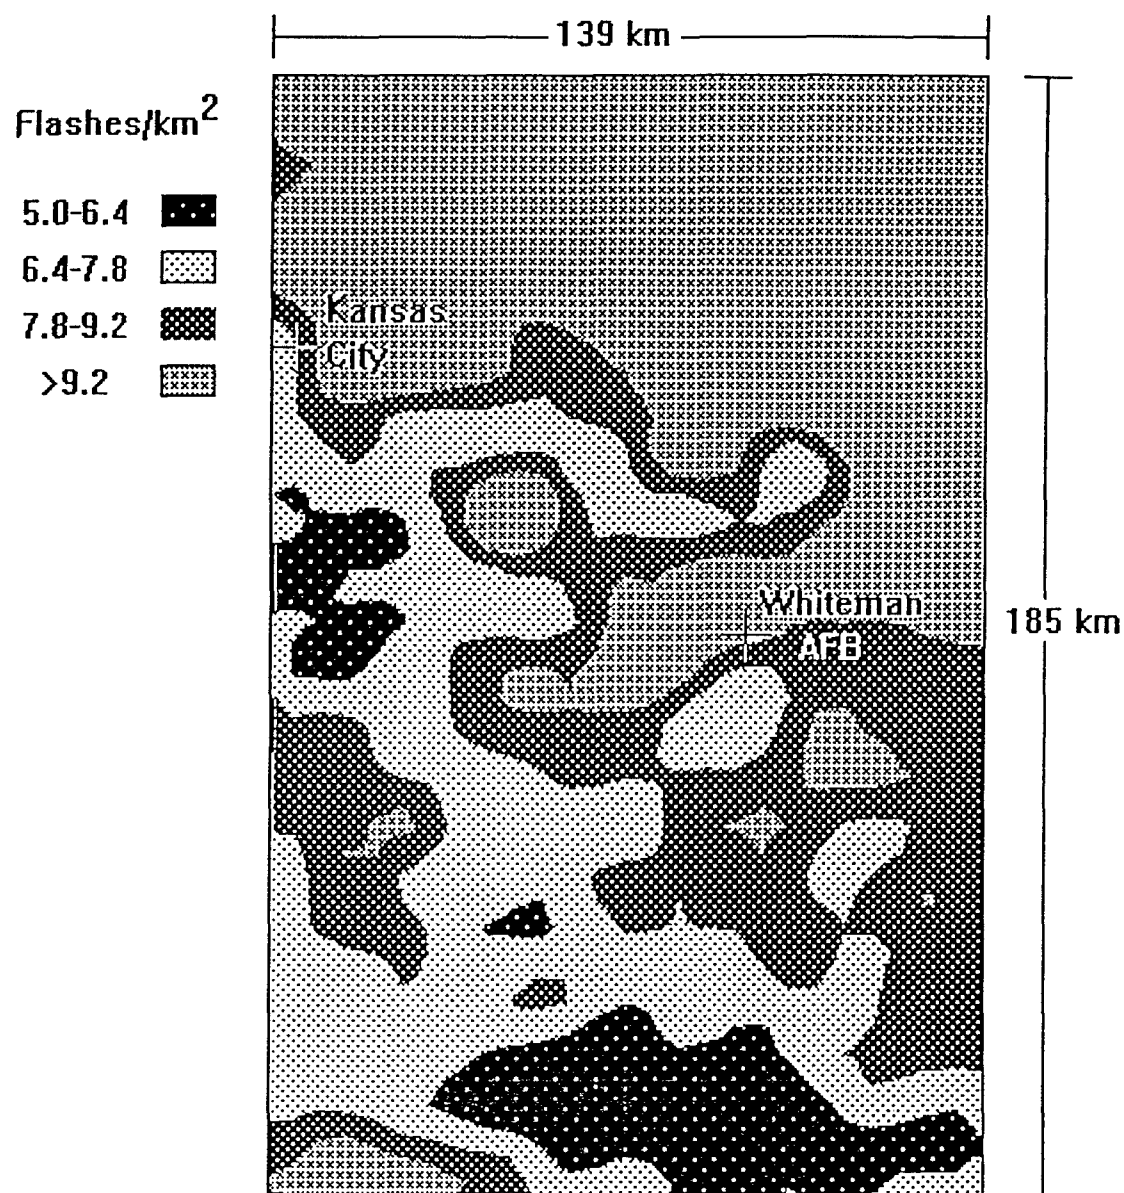 139 km
Flashes/km2
5.0-6.4
6.4-7.8
7.8-9.2
>9.2
Kansas
City
Whiteman
AFB
185 km